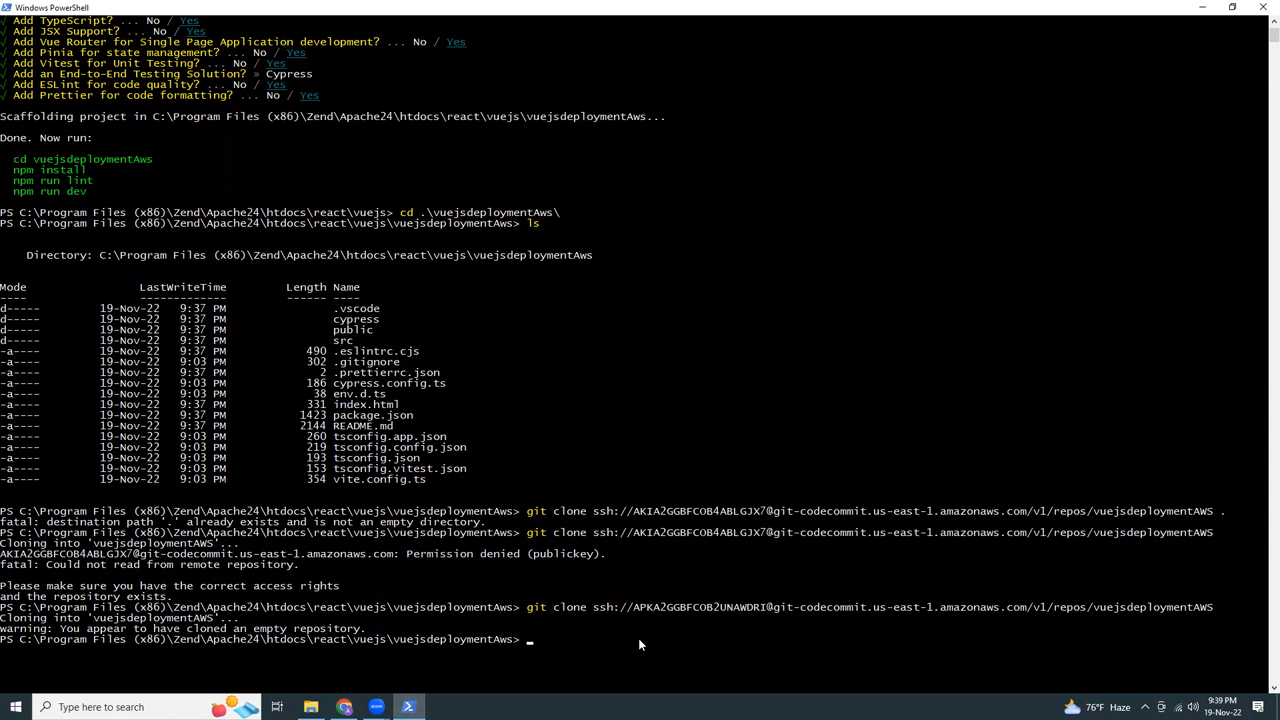 Windows PowerShell
√ Add TypeScript? ... No / Yes
√ Add JSX Support? ... No / Yes
√ Add Vue Router for Single Page Application development? ... No / Yes
√ Add Pinia for state management? ... No / Yes
√ Add Vitest for Unit Testing? ... No / Yes
√ Add an End-to-End Testing Solution? » Cypress
√ Add ESLint for code quality? ... No / Yes
√ Add Prettier for code formatting? ... No / Yes
Scaffolding project in C:\Program Files (x86)\Zend\Apache24\htdocs\react\vuejs\vuejsdeploymentAws...
Done. Now run:
cd vuejsdeploymentAws
npm install
npm run lint
npm run dev
PS C:\Program Files (x86)\Zend\Apache24\htdocs\react\vuejs> cd .\vuejsdeploymentAws\
PS C:\Program Files (x86)\Zend\Apache24\htdocs\react\vuejs\vuejsdeploymentAws> ls
Directory: C:\Program Files (x86)\Zend\Apache24\htdocs\react\vuejs\vuejsdeploymentAws
Mode LastWriteTime Length Name
---- ------------- ------ ----
d----- 19-Nov-22 9:37 PM .vscode
d----- 19-Nov-22 9:37 PM cypress
d----- 19-Nov-22 9:37 PM public
d----- 19-Nov-22 9:37 PM src
-a---- 19-Nov-22 9:37 PM 490 .eslintrc.cjs
-a---- 19-Nov-22 9:03 PM 302 .gitignore
-a---- 19-Nov-22 9:37 PM 2 .prettierrc.json
-a---- 19-Nov-22 9:03 PM 186 cypress.config.ts
-a---- 19-Nov-22 9:03 PM 38 env.d.ts
-a---- 19-Nov-22 9:03 PM 331 index.html
-a---- 19-Nov-22 9:37 PM 1423 package.json
-a---- 19-Nov-22 9:37 PM 2144 README.md
-a---- 19-Nov-22 9:03 PM 260 tsconfig.app.json
-a---- 19-Nov-22 9:03 PM 219 tsconfig.config.json
-a---- 19-Nov-22 9:03 PM 193 tsconfig.json
-a---- 19-Nov-22 9:03 PM 153 tsconfig.vitest.json
-a---- 19-Nov-22 9:03 PM 354 vite.config.ts
PS C:\Program Files (x86)\Zend\Apache24\htdocs\react\vuejs\vuejsdeploymentAws> git clone ssh://AKIA2GGBFCOB4ABLGJX7@git-codecommit.us-east-1.amazonaws.com/v1/repos/vuejsdeploymentAWS .
fatal: destination path '.' already exists and is not an empty directory.
PS C:\Program Files (x86)\Zend\Apache24\htdocs\react\vuejs\vuejsdeploymentAws> git clone ssh://AKIA2GGBFCOB4ABLGJX7@git-codecommit.us-east-1.amazonaws.com/v1/repos/vuejsdeploymentAWS
Cloning into 'vuejsdeploymentAWS'...
AKIA2GGBFCOB4ABLGJX7@git-codecommit.us-east-1.amazonaws.com: Permission denied (publickey).
fatal: Could not read from remote repository.
Please make sure you have the correct access rights
and the repository exists.
PS C:\Program Files (x86)\Zend\Apache24\htdocs\react\vuejs\vuejsdeploymentAws> git clone ssh://APKA2GGBFCOB2UNAWDRI@git-codecommit.us-east-1.amazonaws.com/v1/repos/vuejsdeploymentAWS
Cloning into 'vuejsdeploymentAWS'...
warning: You appear to have cloned an empty repository.
PS C:\Program Files (x86)\Zend\Apache24\htdocs\react\vuejs\vuejsdeploymentAws>
Type here to search
zoom
76°F Haze
9:39 PM
19-Nov-22